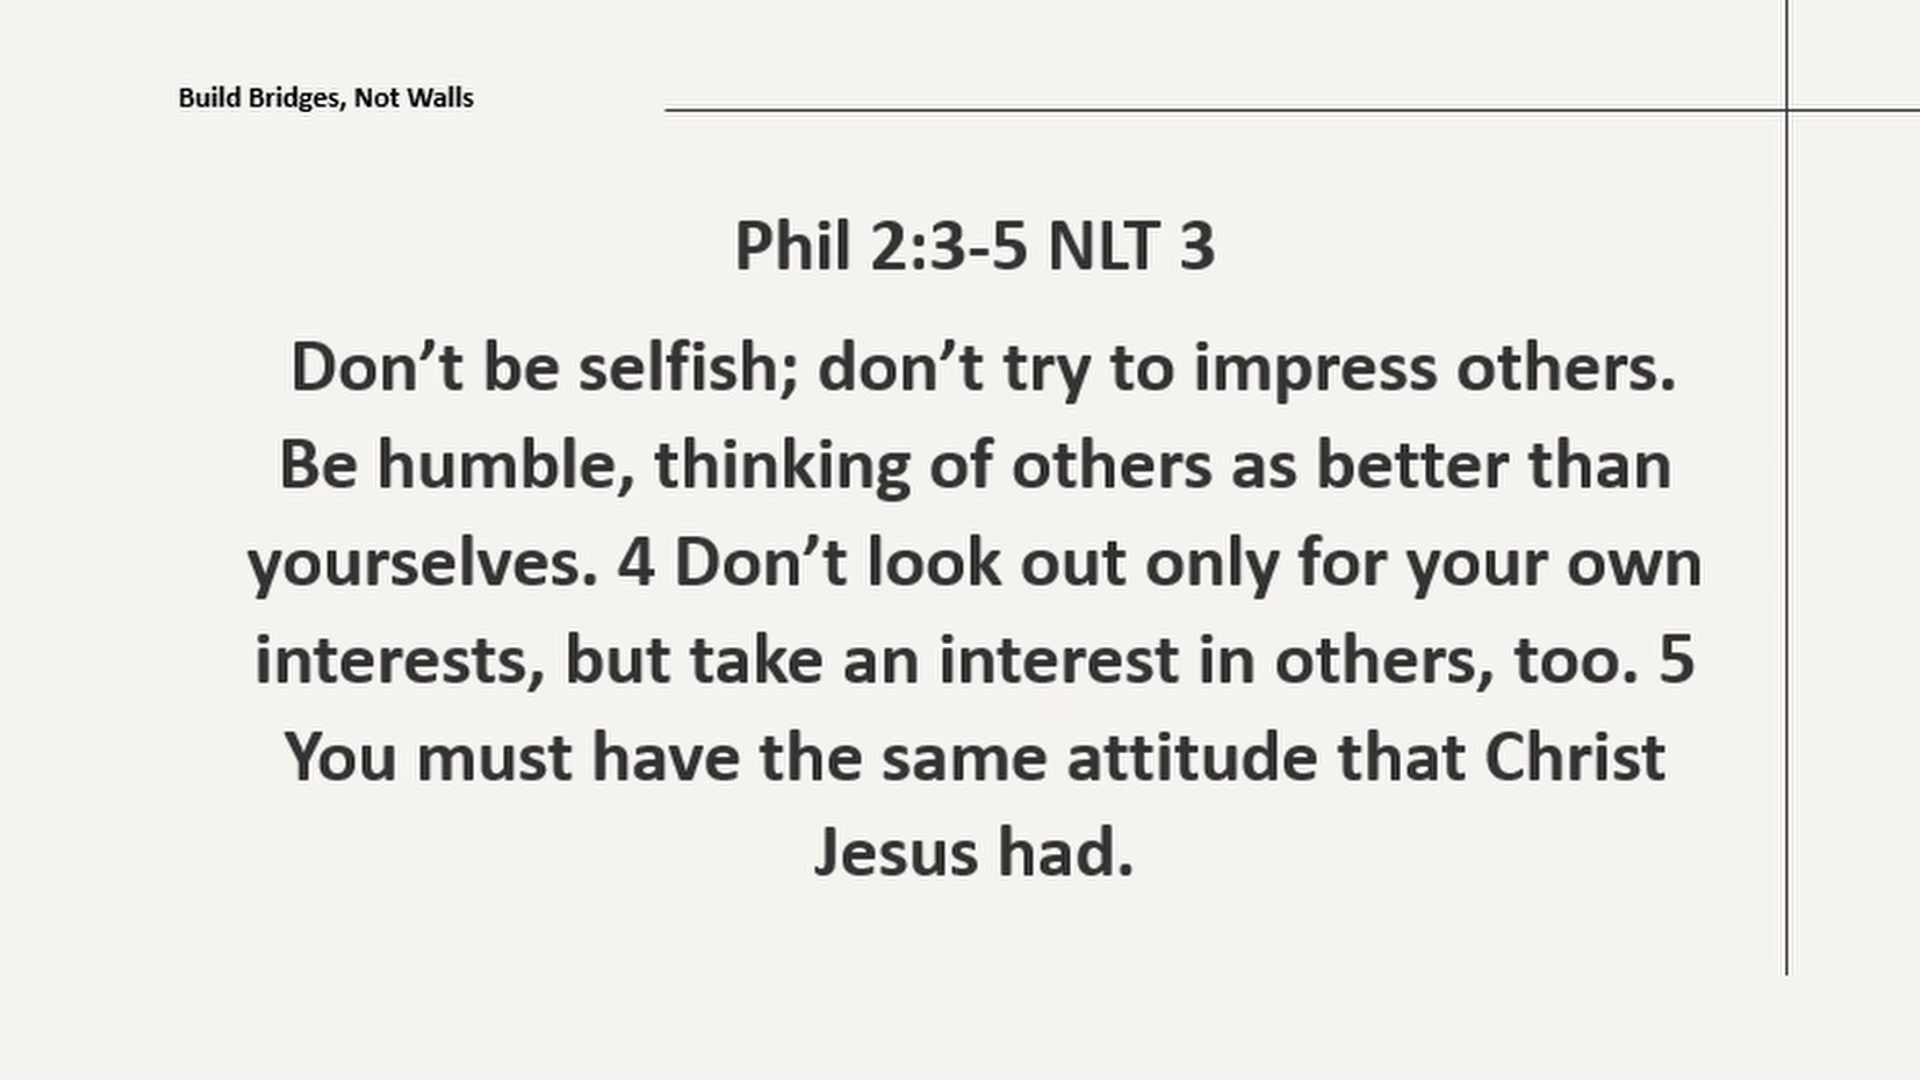 Build Bridges, Not Walls
Phil 2:3-5 NLT 3
Don’t be selfish; don’t try to impress others.
Be humble, thinking of others as better than
yourselves. 4 Don’t look out only for your own
interests, but take an interest in others, too. 5
You must have the same attitude that Christ
Jesus had.